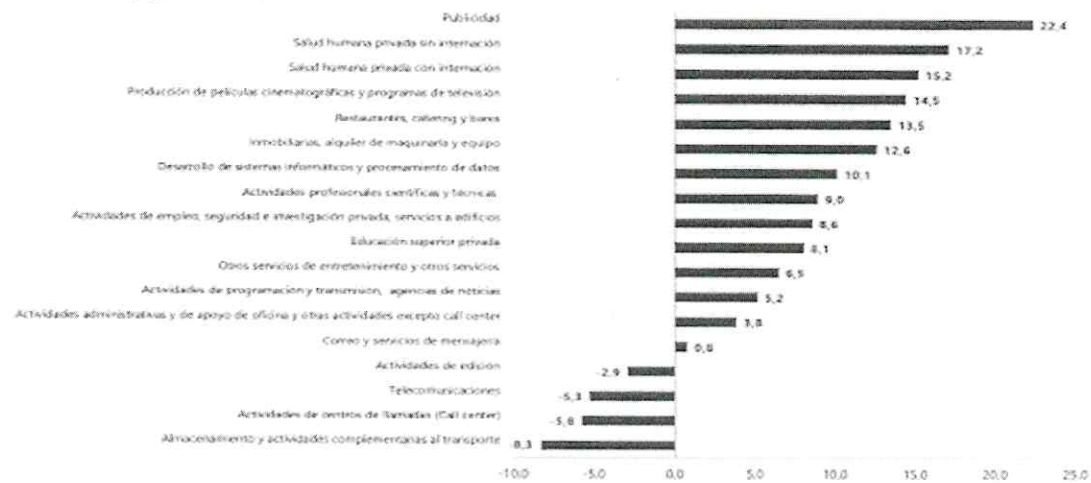 Publicidad 22,4
Salud humana privada sin internación 17,2
Salud humana privada con internación 15,2
Producción de películas cinematográficas y programas de televisión 14,5
Restaurantes, catering y bares 13,5
Inmobiliarias, alquiler de maquinaria y equipo 12,6
Desarrollo de sistemas informáticos y procesamiento de datos 10,1
Actividades profesionales científicas y técnicas 9,0
Actividades de empleo, seguridad e investigación privada, servicios a edificios 8,6
Educación superior privada 8,1
Otros servicios de entretenimiento y otros servicios 6,5
Actividades de programación y transmisión, agencias de noticias 5,2
Actividades administrativas y de apoyo de oficina y otras actividades excepto call center 3,8
Correo y servicios de mensajería
Actividades de edición -2,9
Telecomunicaciones -5,3
Actividades de centros de llamadas (Call center)
Almacenamiento y actividades complementarias al transporte -8,3
-10,0 -5,0 0,0 5,0 10,0 15,0 20,0 25,0